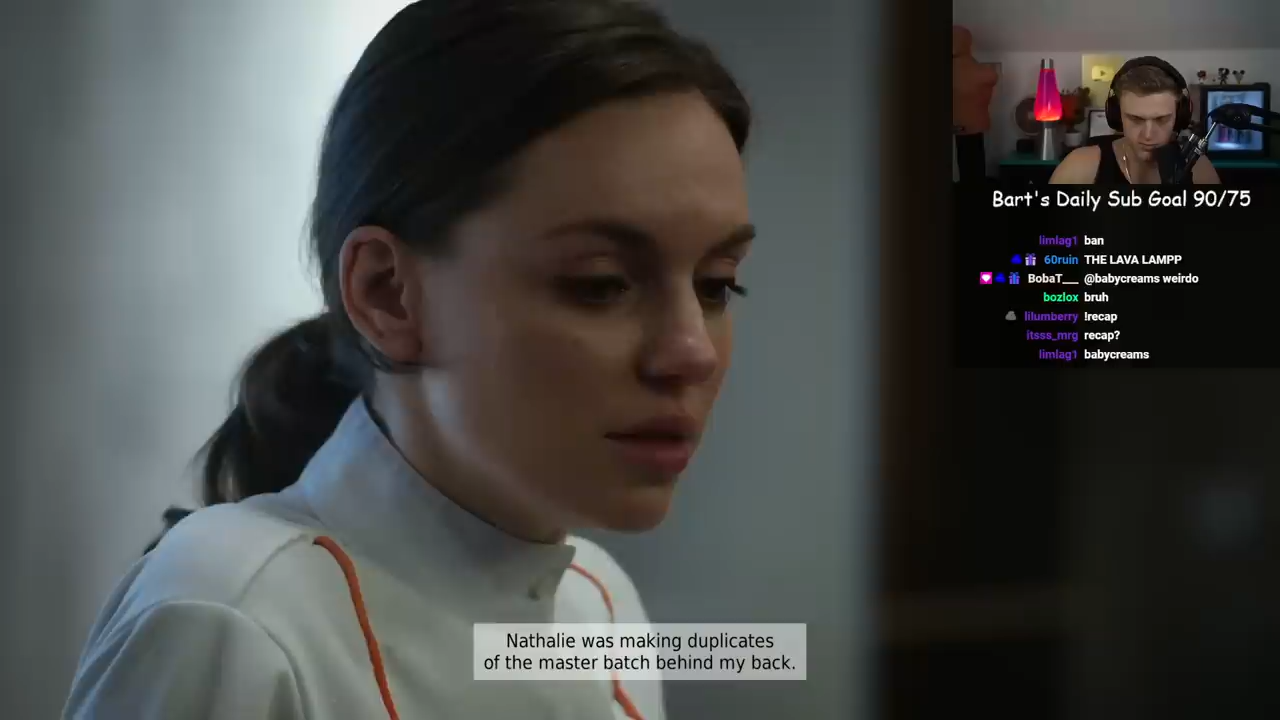 Bart's Daily Sub Goal 90/75
limlag1 ban
60ruin THE LAVA LAMPP
BobaT__ @babycreams weirdo
bozlox bruh
lilumberry !recap
itsss_mrg recap?
limlag1 babycreams
Nathalie was making duplicates
of the master batch behind my back.